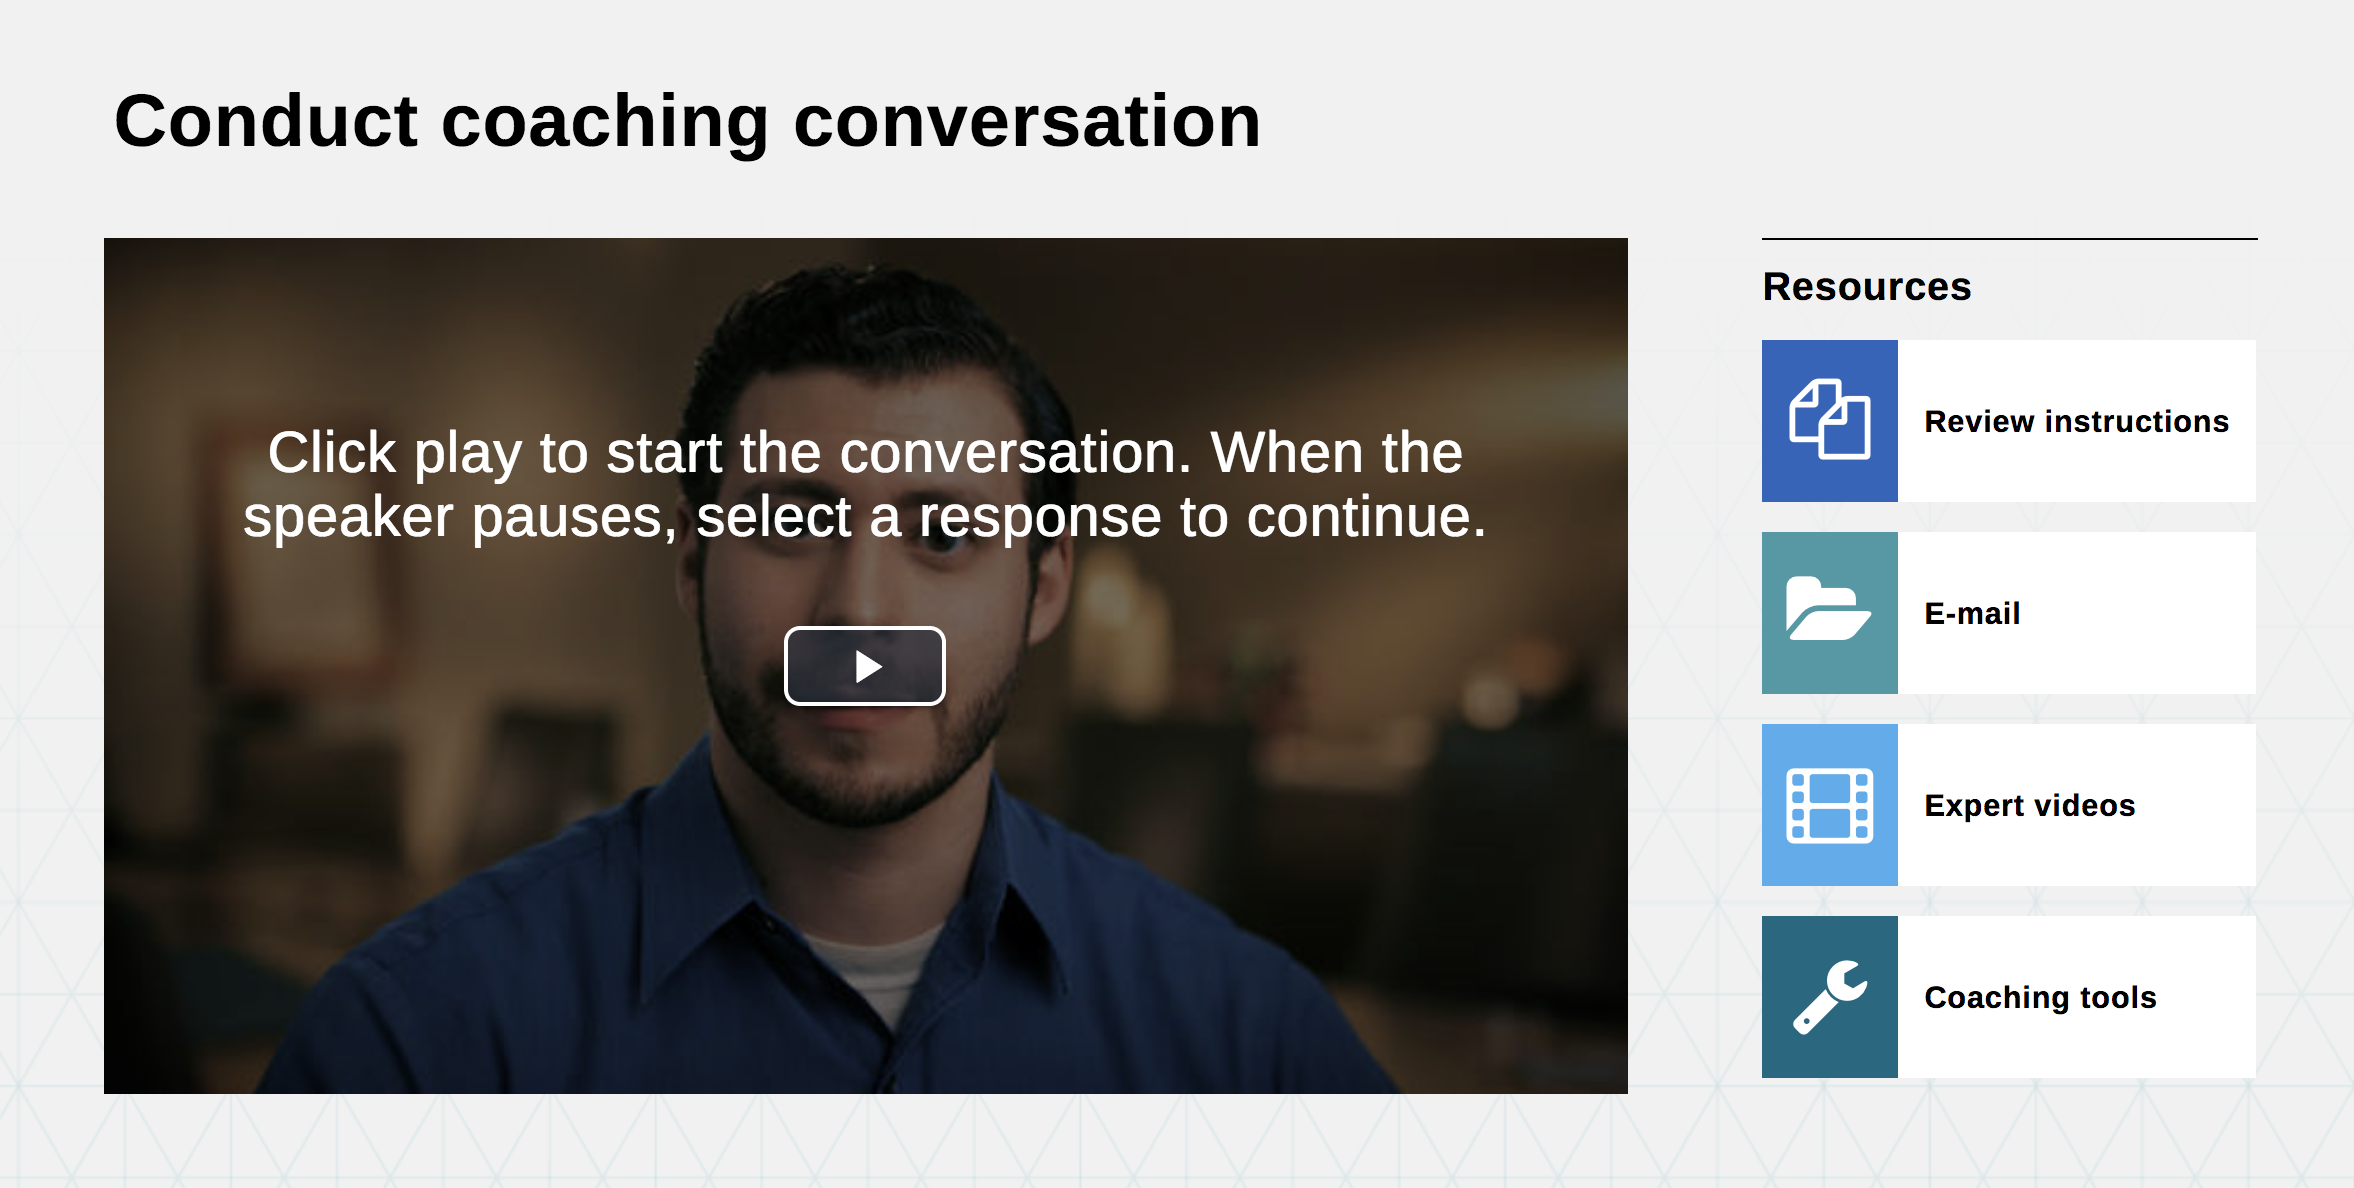 Conduct coaching conversation
Click play to start the conversation. When the
speaker pauses, select a response to continue.
Resources
Review instructions
E-mail
Expert videos
Coaching tools